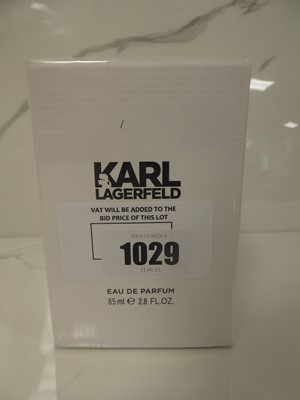 KARL
LAGERFELD
VAT WILL BE ADDED TO THE
BID PRICE OF THIS LOT
1029
EAU DE PARFUM
85 ml ℮ 2.8 FL.OZ.